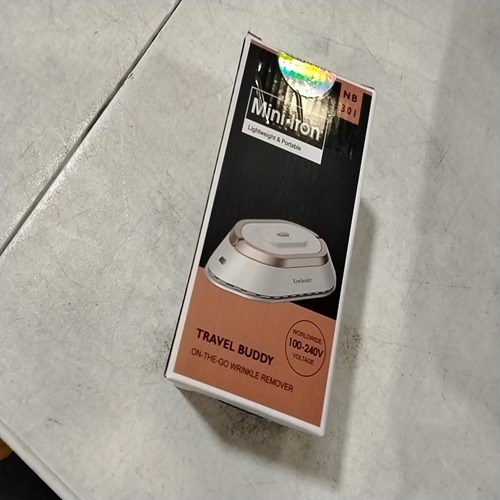 NB
301
Mini-Iron
Lightweight & Portable
TRAVEL BUDDY
ON-THE-GO WRINKLE REMOVER
WORLDWIDE
100-240V
VOLTAGE